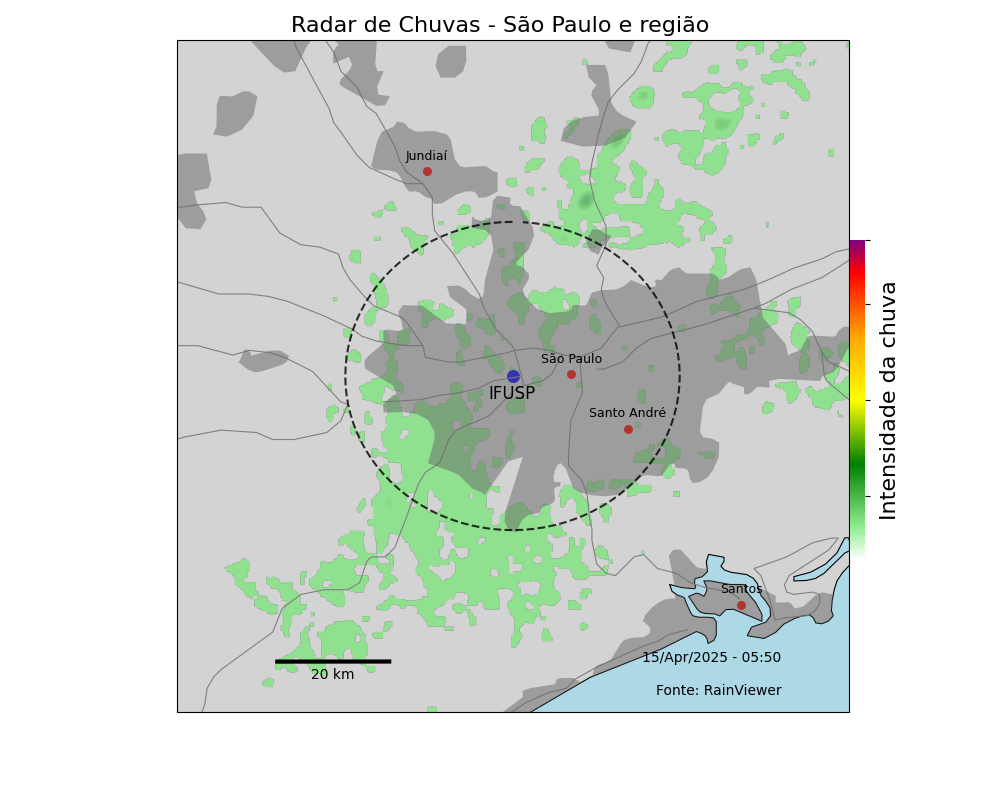 Radar de Chuvas - São Paulo e região
Jundiaí
São Paulo
IFUSP
Santo André
Santos
15/Apr/2025 - 05:50
20 km
Fonte: RainViewer
Intensidade da chuva